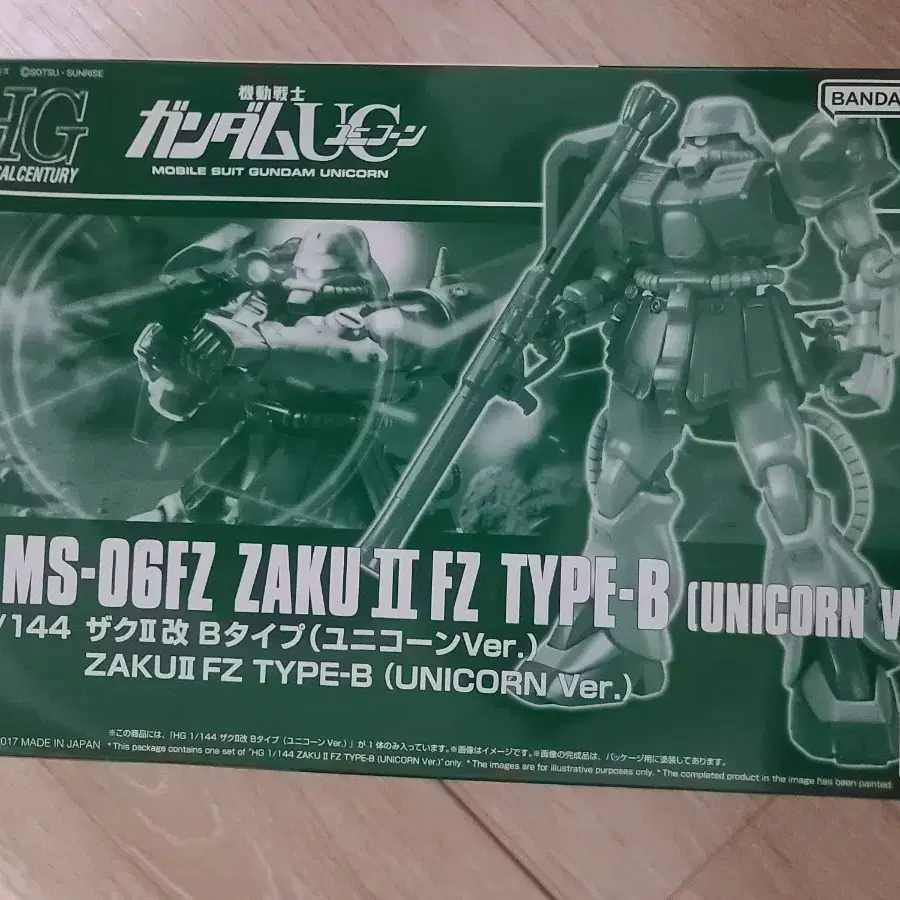 ©SOTSU・SUNRISE
HG
機動戦士
ガンダムUC
ユニコーン
MOBILE SUIT GUNDAM UNICORN
BANDA
MS-06FZ ZAKU II FZ TYPE-B (UNICORN V
/144 ザクⅡ改 Bタイプ(ユニコーンVer.)
ZAKUⅡ FZ TYPE-B (UNICORN Ver.)
※この商品には、「HG 1/144 ザクⅡ改 Bタイプ (ユニコーン Ver.) 」が 1 体のみ入っています。※画像はイメージです。※画像の完成品は、パッケージ用に塗装してあります。
2017 MADE IN JAPAN
*This package contains one set of "HG 1/144 ZAKU Ⅱ FZ TYPE-B (UNICORN Ver.)" only. *The images are for illustrative purposes only. *The completed product in the image has been painted